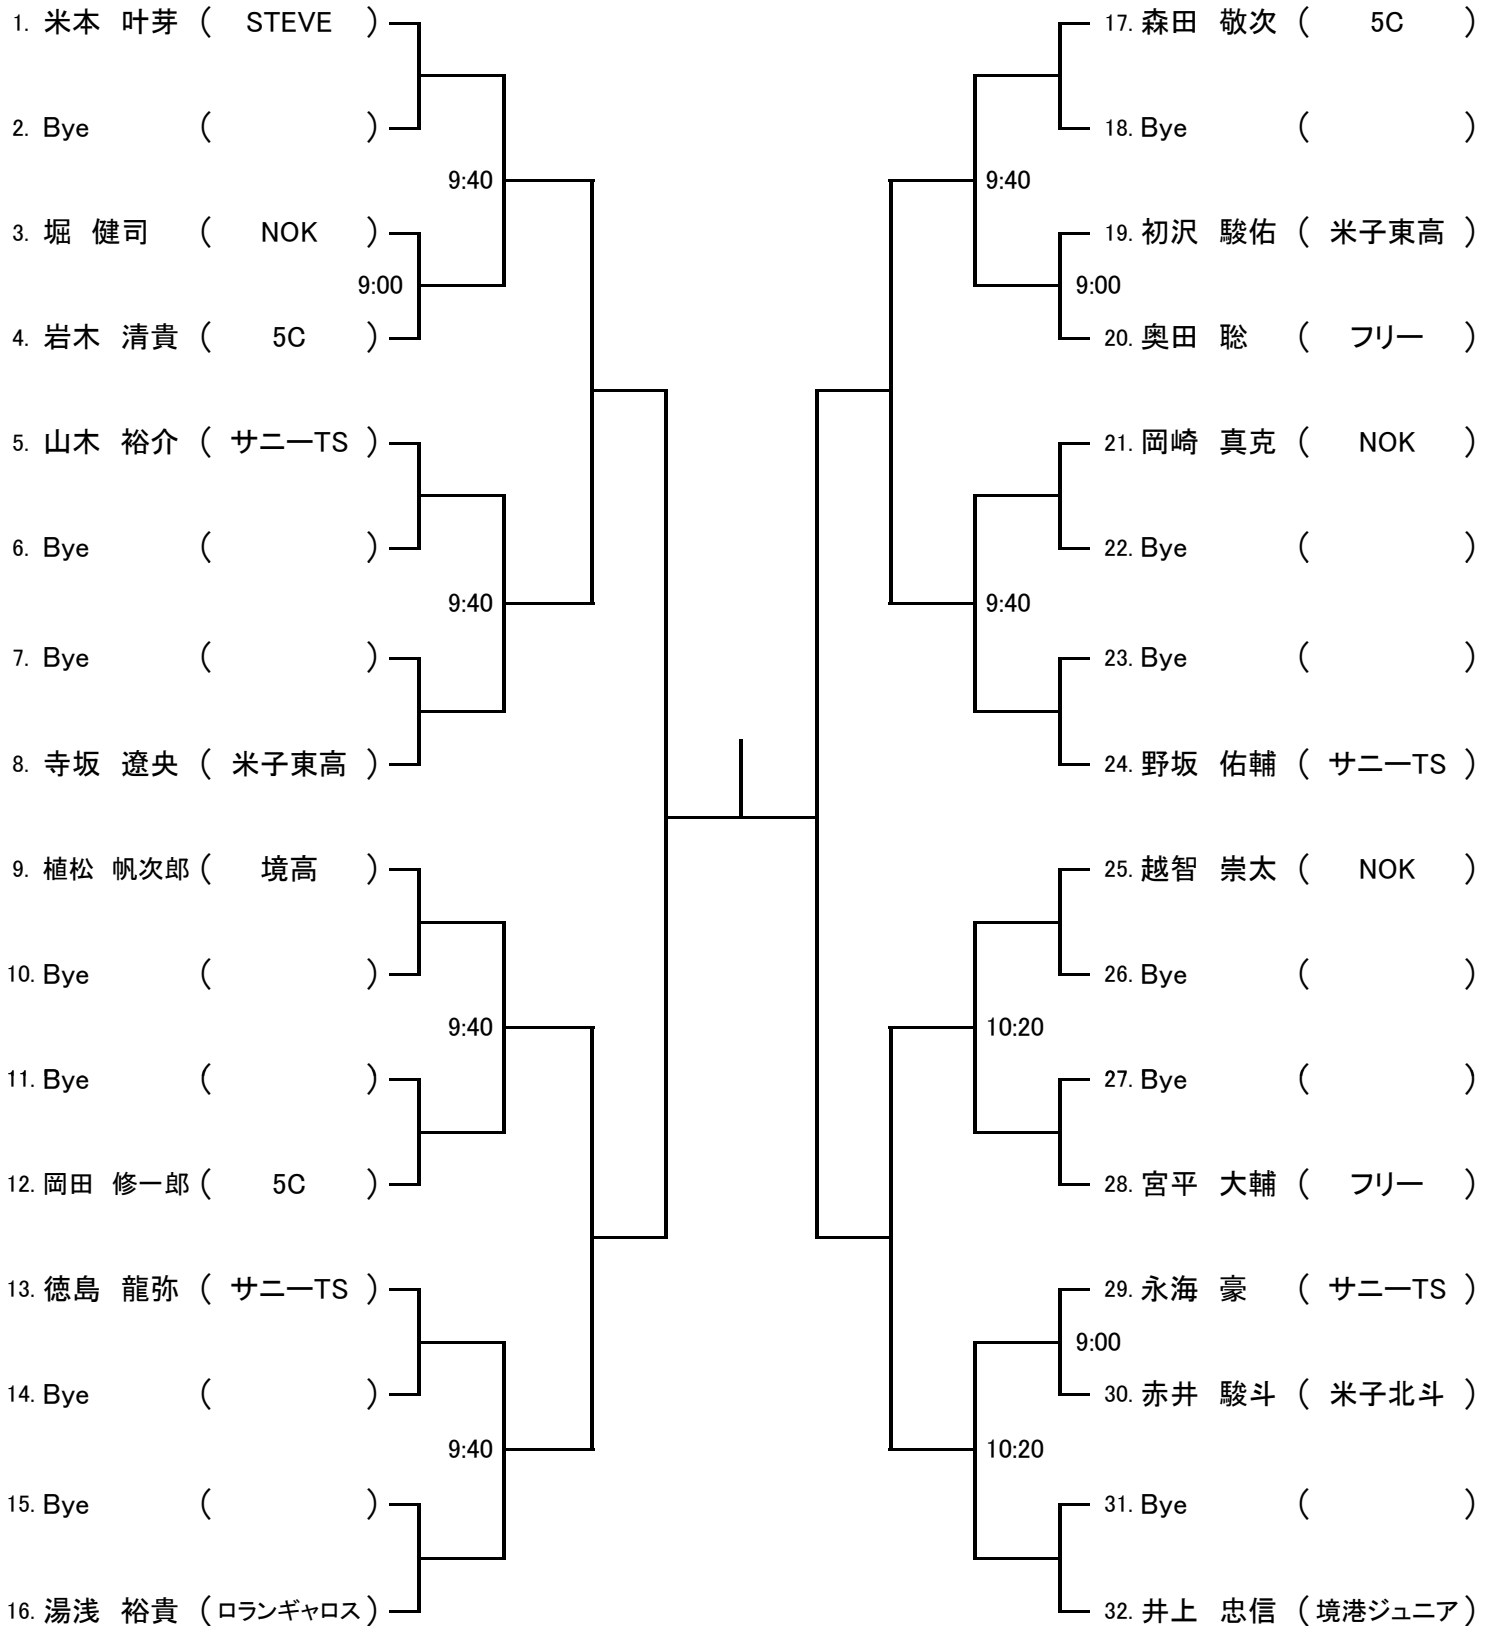 1. 米本　叶芽 ( STEVE )
2. Bye ( )
9:40
3. 堀　健司 ( NOK )
9:00
4. 岩木　清貴 ( 5C )
5. 山木　裕介 ( サニーTS )
6. Bye ( )
9:40
7. Bye ( )
8. 寺坂　遼央 ( 米子東高 )
9. 植松　帆次郎 ( 境高 )
10. Bye ( )
9:40
11. Bye ( )
12. 岡田　修一郎 ( 5C )
13. 徳島　龍弥 ( サニーTS )
14. Bye ( )
9:40
15. Bye ( )
16. 湯浅　裕貴 ( ロランギャロス )
17. 森田　敬次 ( 5C )
18. Bye ( )
9:40
19. 初沢　駿佑 ( 米子東高 )
9:00
20. 奥田　聡 ( フリー )
21. 岡崎　真克 ( NOK )
22. Bye ( )
9:40
23. Bye ( )
24. 野坂　佑輔 ( サニーTS )
25. 越智　崇太 ( NOK )
26. Bye ( )
10:20
27. Bye ( )
28. 宮平　大輔 ( フリー )
29. 永海　豪 ( サニーTS )
9:00
30. 赤井　駿斗 ( 米子北斗 )
10:20
31. Bye ( )
32. 井上　忠信 ( 境港ジュニア )